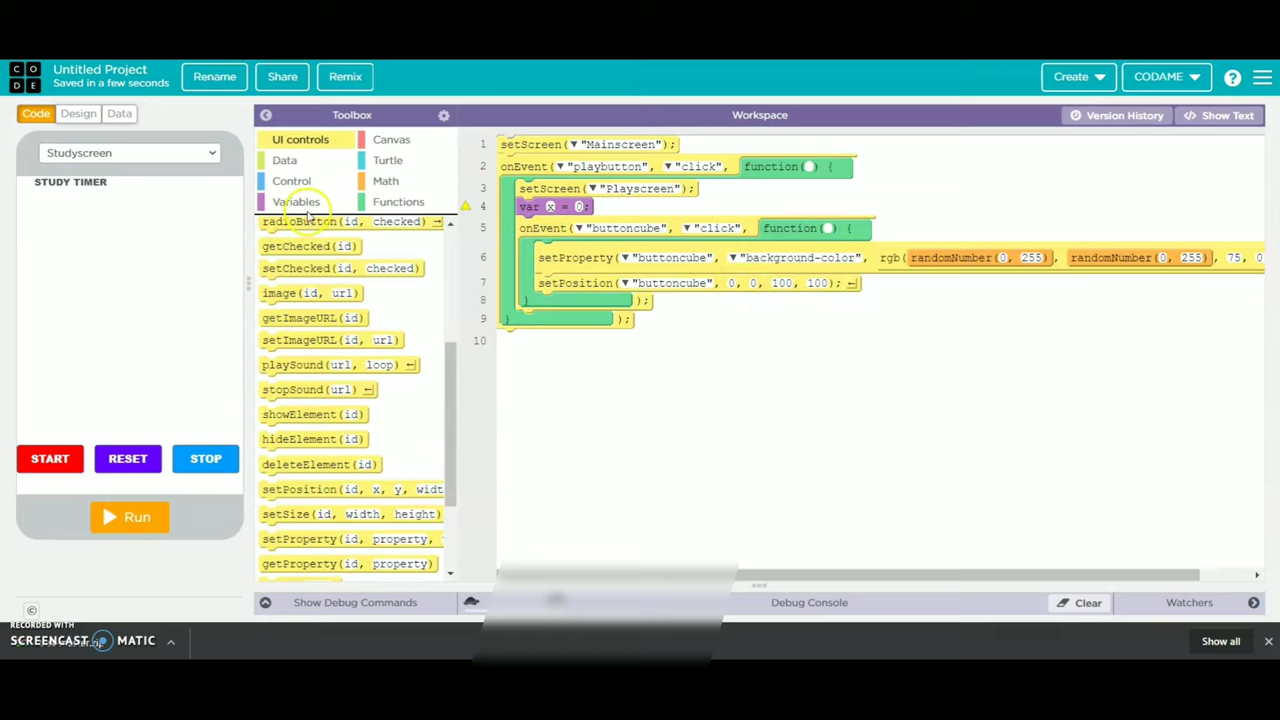 CODE
Untitled Project
Saved in a few seconds
Rename
Share
Remix
Create
CODAME
?
Code
Design
Data
Toolbox
Workspace
Version History
Show Text
Studyscreen
STUDY TIMER
START
RESET
STOP
Run
UI controls
Canvas
Data
Turtle
Control
Math
Variables
Functions
radioButton(id, checked)
getChecked(id)
setChecked(id, checked)
image(id, url)
getImageURL(id)
setImageURL(id, url)
playSound(url, loop)
stopSound(url)
showElement(id)
hideElement(id)
deleteElement(id)
setPosition(id, x, y, widt
setSize(id, width, height)
setProperty(id, property,
getProperty(id, property)
1 setScreen("Mainscreen");
2 onEvent("playbutton", "click", function() {
3 setScreen("Playscreen");
4 var x = 0;
5 onEvent("buttoncube", "click", function() {
6 setProperty("buttoncube", "background-color", rgb(randomNumber(0, 255), randomNumber(0, 255), 75, 0
7 setPosition("buttoncube", 0, 0, 100, 100);
8 });
9 });
10
Show Debug Commands
Debug Console
Clear
Watchers
©
RECORDED WITH
SCREENCAST MATIC
Show all